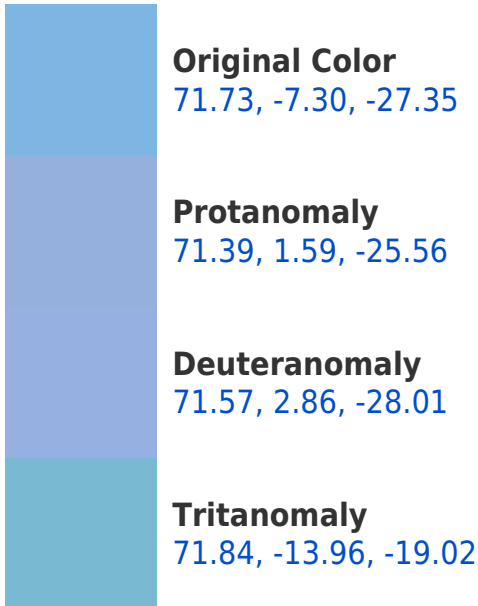 Original Color
71.73, -7.30, -27.35
Protanomaly
71.39, 1.59, -25.56
Deuteranomaly
71.57, 2.86, -28.01
Tritanomaly
71.84, -13.96, -19.02